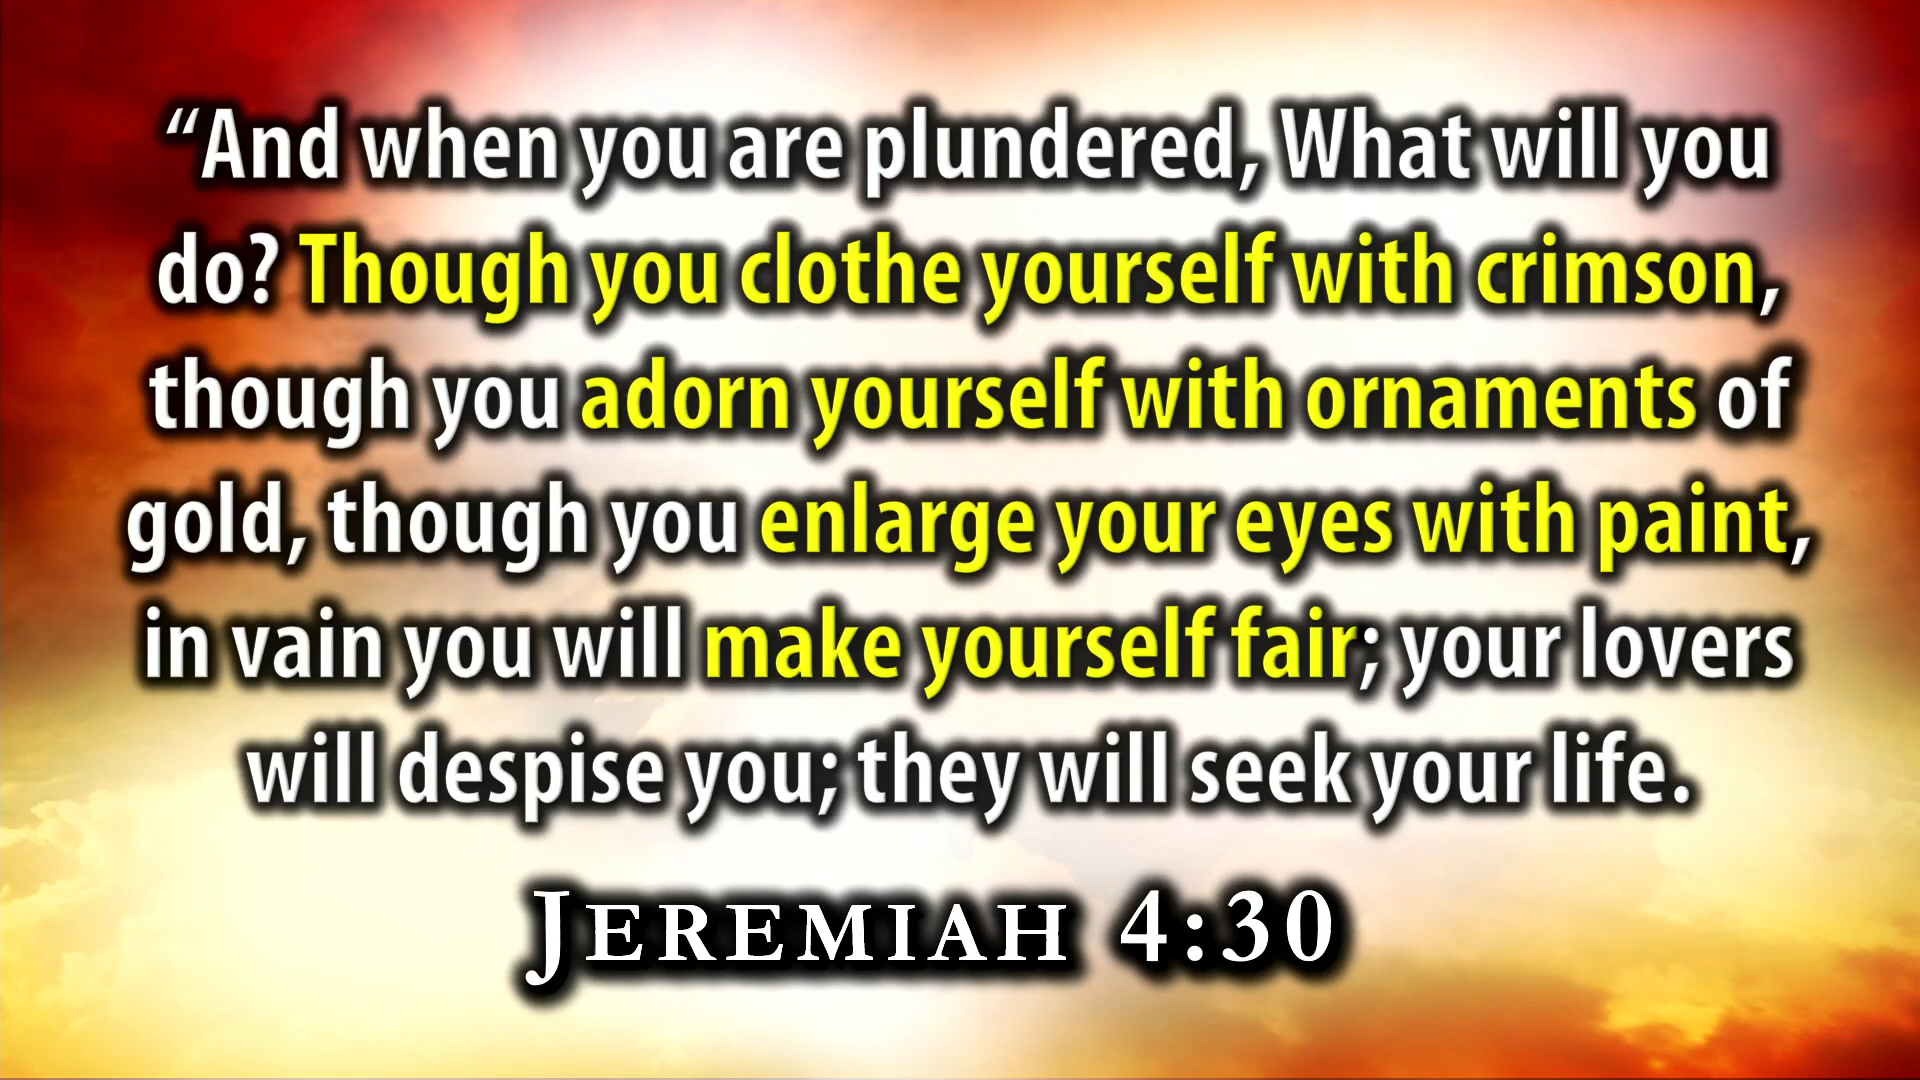 “And when you are plundered, What will you
do? Though you clothe yourself with crimson,
though you adorn yourself with ornaments of
gold, though you enlarge your eyes with paint,
in vain you will make yourself fair; your lovers
will despise you; they will seek your life.
JEREMIAH 4:30